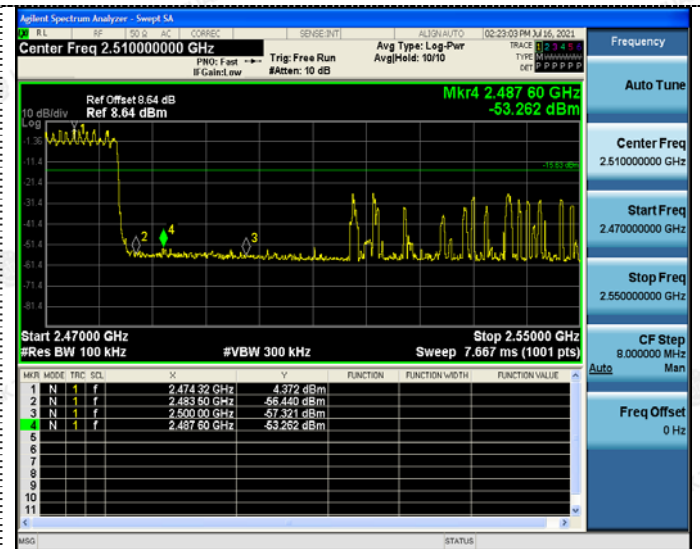 Agilent Spectrum Analyzer - Swept SA
RL RF 50 Ω AC CORREC SENSE:INT ALIGNAUTO 02:23:03 PM Jul 16, 2021
Center Freq 2.510000000 GHz
PNO: Fast
IFGain:Low
Trig: Free Run
#Atten: 10 dB
Avg Type: Log-Pwr
Avg|Hold: 10/10
TRACE 1 2 3 4 5 6
TYPE M
DET P P P P P P
Frequency
Mkr4 2.487 60 GHz
-53.262 dBm
Ref Offset 8.64 dB
10 dB/div Ref 8.64 dBm
Log
-1.36
-11.4
-21.4
-31.4
-41.4
-51.4
-61.4
-71.4
-81.4
1
2
4
3
Start 2.47000 GHz
Stop 2.55000 GHz
#Res BW 100 kHz
#VBW 300 kHz
Sweep 7.667 ms (1001 pts)
MKR MODE TRC SCL X Y FUNCTION FUNCTION WIDTH FUNCTION VALUE
1 N 1 f 2.474 32 GHz 4.372 dBm
2 N 1 f 2.483 50 GHz -56.440 dBm
3 N 1 f 2.500 00 GHz -57.321 dBm
4 N 1 f 2.487 60 GHz -53.262 dBm
5
6
7
8
9
10
11
MSG
STATUS
Auto Tune
Center Freq
2.510000000 GHz
Start Freq
2.470000000 GHz
Stop Freq
2.550000000 GHz
CF Step
8.000000 MHz
Auto Man
Freq Offset
0 Hz